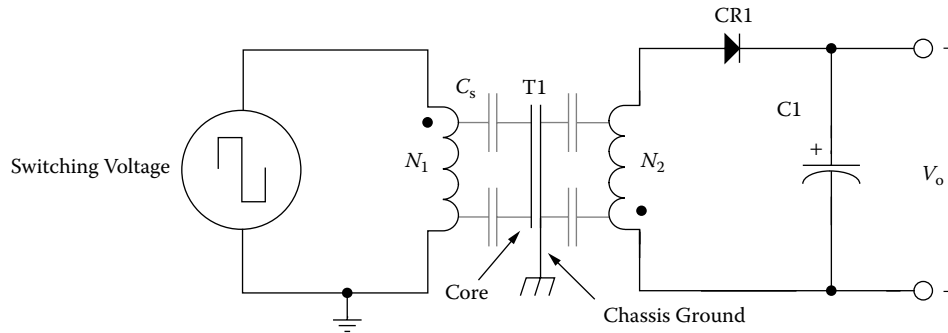 CR1
Cs
T1
C1
+
Switching Voltage
N1
N2
Vo
Core
Chassis Ground